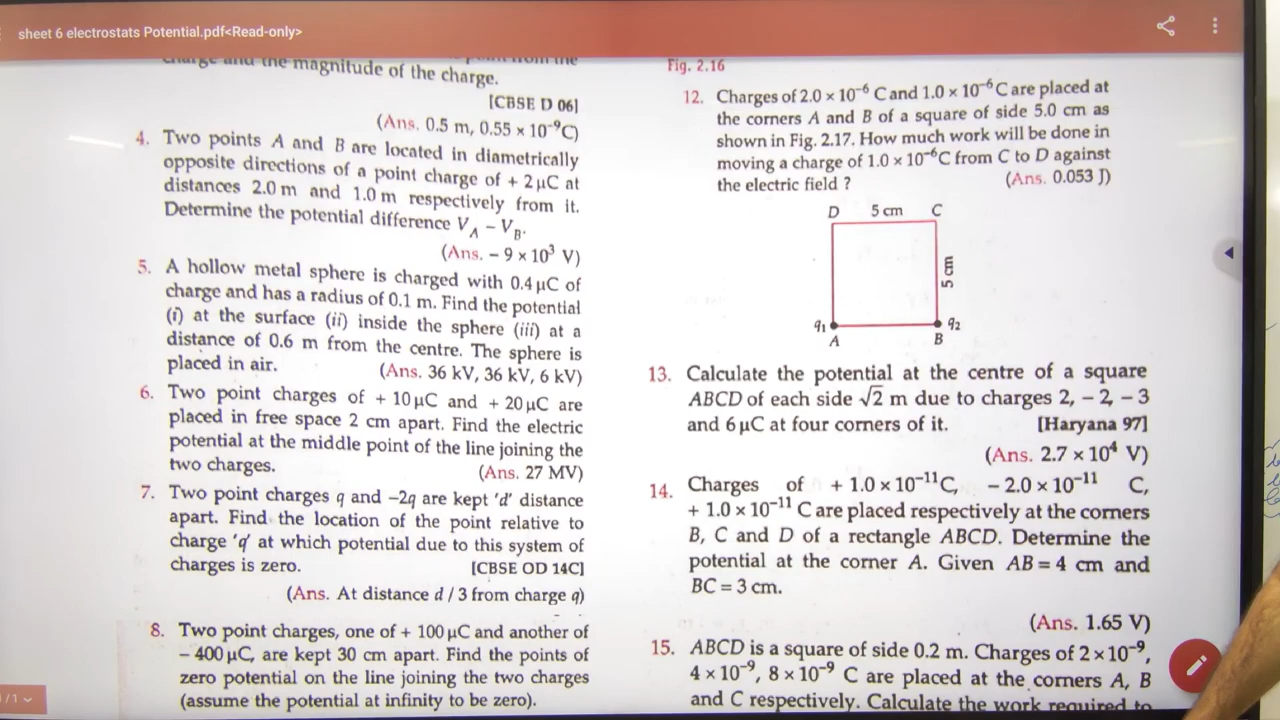 sheet 6 electrostats Potential.pdf<Read-only>
charge and the magnitude of the charge.
[CBSE D 06]
(Ans. 0.5 m, 0.55 × 10⁻⁹C)
4. Two points A and B are located in diametrically
opposite directions of a point charge of + 2 μC at
distances 2.0 m and 1.0 m respectively from it.
Determine the potential difference V_A − V_B.
(Ans. − 9 × 10³ V)
5. A hollow metal sphere is charged with 0.4 μC of
charge and has a radius of 0.1 m. Find the potential
(i) at the surface (ii) inside the sphere (iii) at a
distance of 0.6 m from the centre. The sphere is
placed in air. (Ans. 36 kV, 36 kV, 6 kV)
6. Two point charges of + 10 μC and + 20 μC are
placed in free space 2 cm apart. Find the electric
potential at the middle point of the line joining the
two charges. (Ans. 27 MV)
7. Two point charges q and −2q are kept 'd' distance
apart. Find the location of the point relative to
charge 'q' at which potential due to this system of
charges is zero. [CBSE OD 14C]
(Ans. At distance d / 3 from charge q)
8. Two point charges, one of + 100 μC and another of
− 400 μC, are kept 30 cm apart. Find the points of
zero potential on the line joining the two charges
(assume the potential at infinity to be zero).
/1
Fig. 2.16
12. Charges of 2.0 × 10⁻⁶ C and 1.0 × 10⁻⁶ C are placed at
the corners A and B of a square of side 5.0 cm as
shown in Fig. 2.17. How much work will be done in
moving a charge of 1.0 × 10⁻⁶C from C to D against
the electric field ? (Ans. 0.053 J)
D 5 cm C
5 cm
q₁ q₂
A B
13. Calculate the potential at the centre of a square
ABCD of each side √2 m due to charges 2, − 2, − 3
and 6 μC at four corners of it. [Haryana 97]
(Ans. 2.7 × 10⁴ V)
14. Charges of + 1.0 × 10⁻¹¹C, − 2.0 × 10⁻¹¹ C,
+ 1.0 × 10⁻¹¹ C are placed respectively at the corners
B, C and D of a rectangle ABCD. Determine the
potential at the corner A. Given AB = 4 cm and
BC = 3 cm.
(Ans. 1.65 V)
15. ABCD is a square of side 0.2 m. Charges of 2 × 10⁻⁹,
4 × 10⁻⁹, 8 × 10⁻⁹ C are placed at the corners A, B
and C respectively. Calculate the work required to